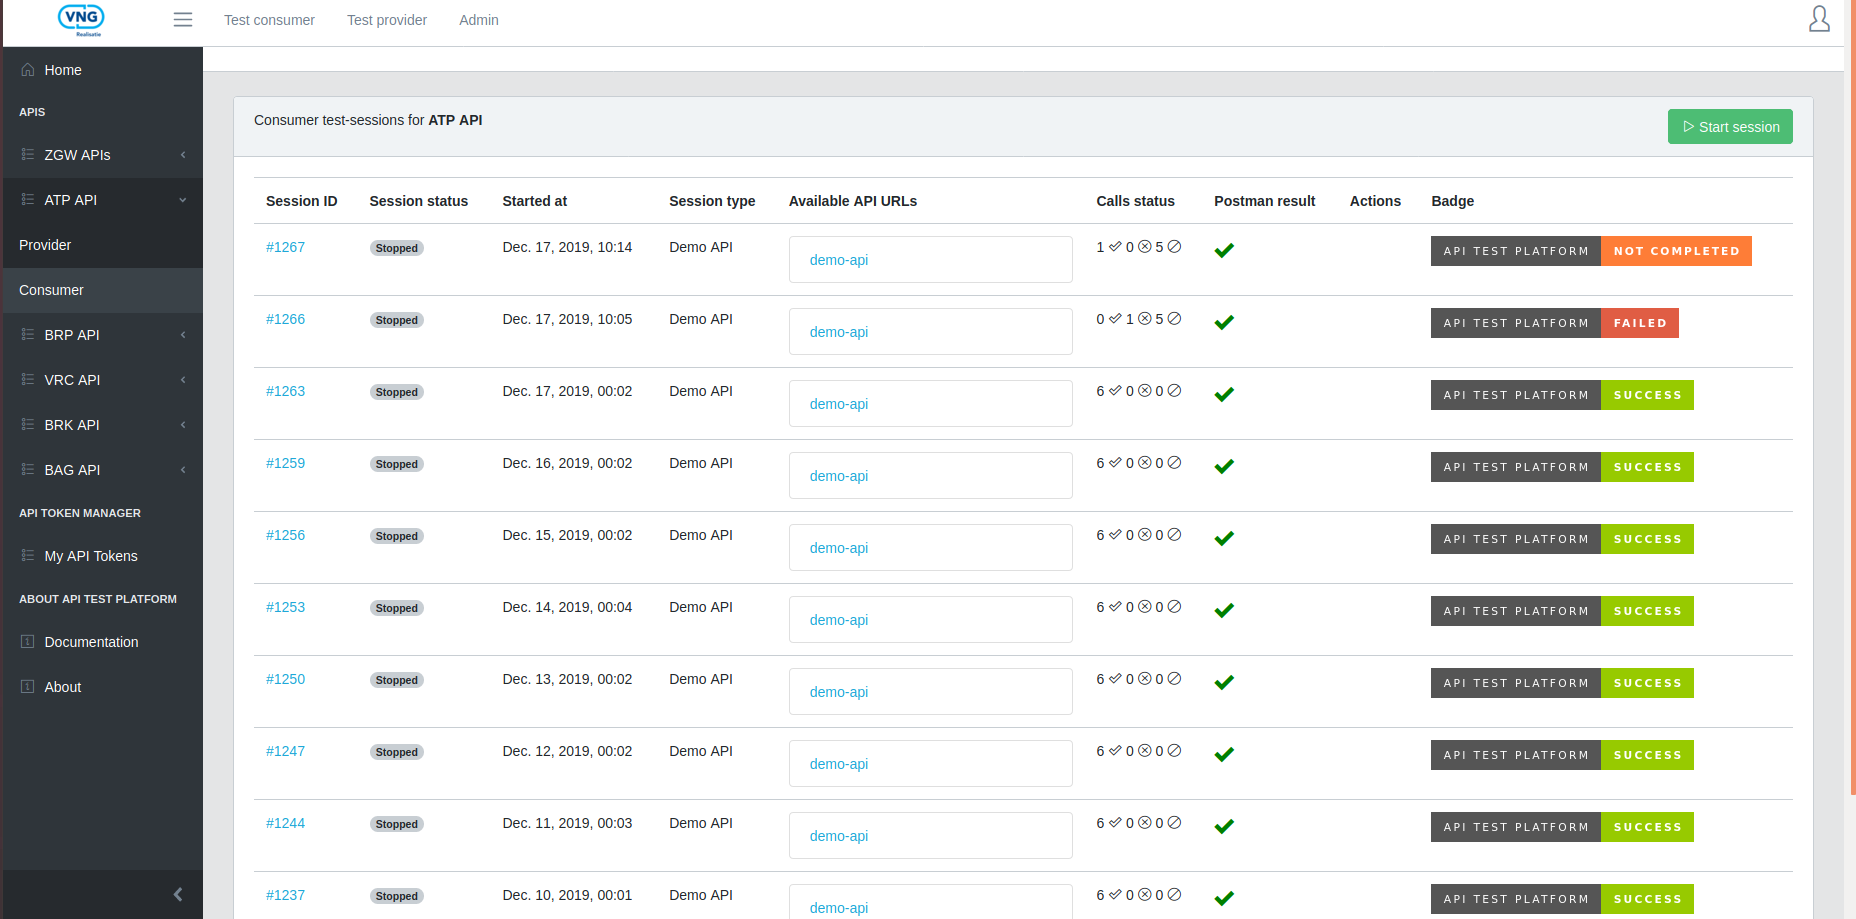 VNG
Realisatie
Test consumer
Test provider
Admin
Home
APIS
ZGW APIs
ATP API
Provider
Consumer
BRP API
VRC API
BRK API
BAG API
API TOKEN MANAGER
My API Tokens
ABOUT API TEST PLATFORM
Documentation
About
Consumer test-sessions for ATP API
Start session
Session ID Session status Started at Session type Available API URLs Calls status Postman result Actions Badge
#1267 Stopped Dec. 17, 2019, 10:14 Demo API demo-api 1 0 5 API TEST PLATFORM NOT COMPLETED
#1266 Stopped Dec. 17, 2019, 10:05 Demo API demo-api 0 1 5 API TEST PLATFORM FAILED
#1263 Stopped Dec. 17, 2019, 00:02 Demo API demo-api 6 0 0 API TEST PLATFORM SUCCESS
#1259 Stopped Dec. 16, 2019, 00:02 Demo API demo-api 6 0 0 API TEST PLATFORM SUCCESS
#1256 Stopped Dec. 15, 2019, 00:02 Demo API demo-api 6 0 0 API TEST PLATFORM SUCCESS
#1253 Stopped Dec. 14, 2019, 00:04 Demo API demo-api 6 0 0 API TEST PLATFORM SUCCESS
#1250 Stopped Dec. 13, 2019, 00:02 Demo API demo-api 6 0 0 API TEST PLATFORM SUCCESS
#1247 Stopped Dec. 12, 2019, 00:02 Demo API demo-api 6 0 0 API TEST PLATFORM SUCCESS
#1244 Stopped Dec. 11, 2019, 00:03 Demo API demo-api 6 0 0 API TEST PLATFORM SUCCESS
#1237 Stopped Dec. 10, 2019, 00:01 Demo API demo-api 6 0 0 API TEST PLATFORM SUCCESS